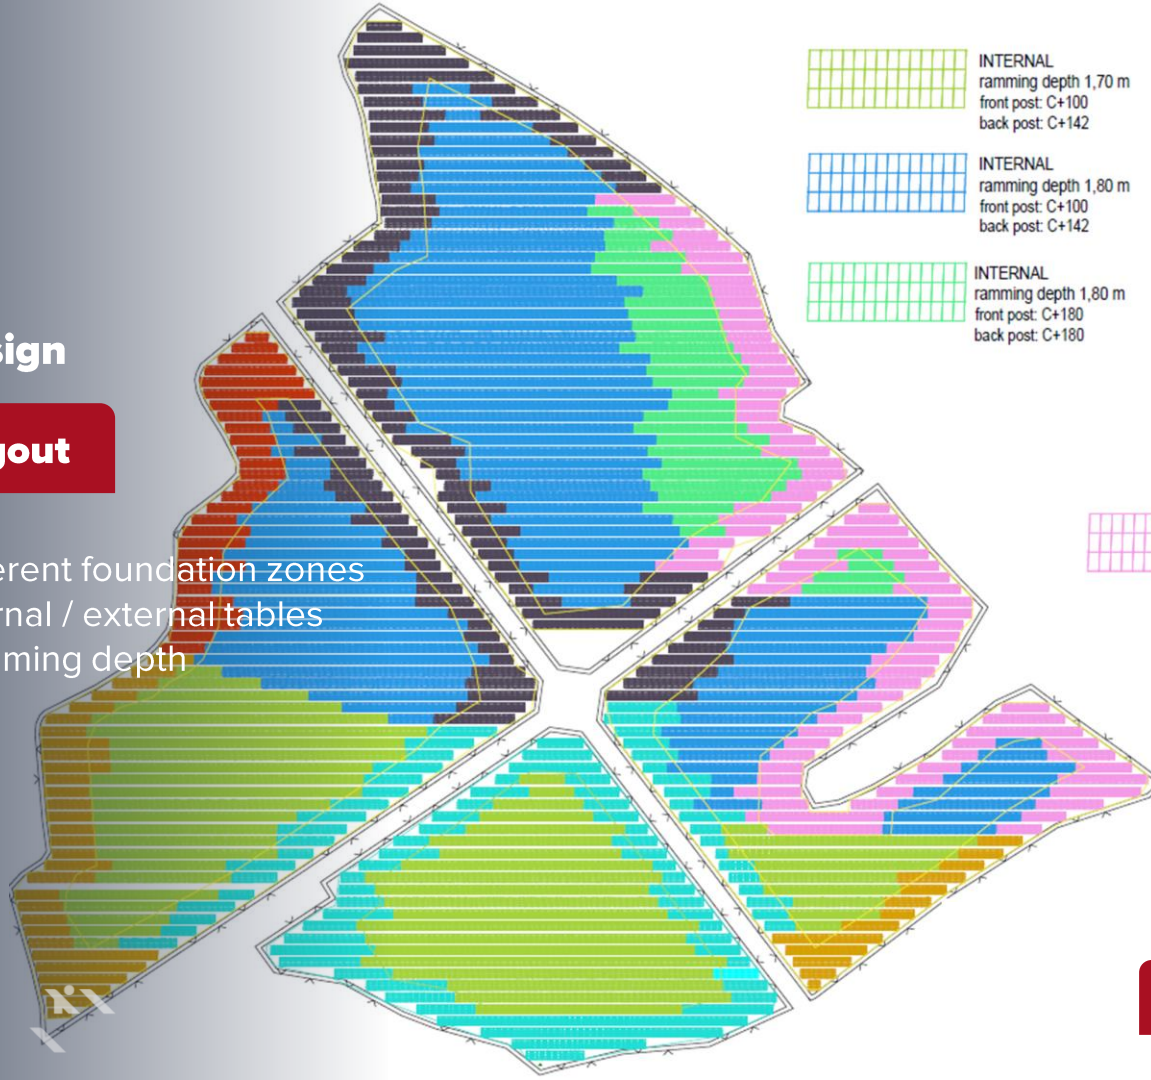 sign
gout
erent foundation zones
rnal / external tables
ming depth
INTERNAL
ramming depth 1,70 m
front post: C+100
back post: C+142
INTERNAL
ramming depth 1,80 m
front post: C+100
back post: C+142
INTERNAL
ramming depth 1,80 m
front post: C+180
back post: C+180